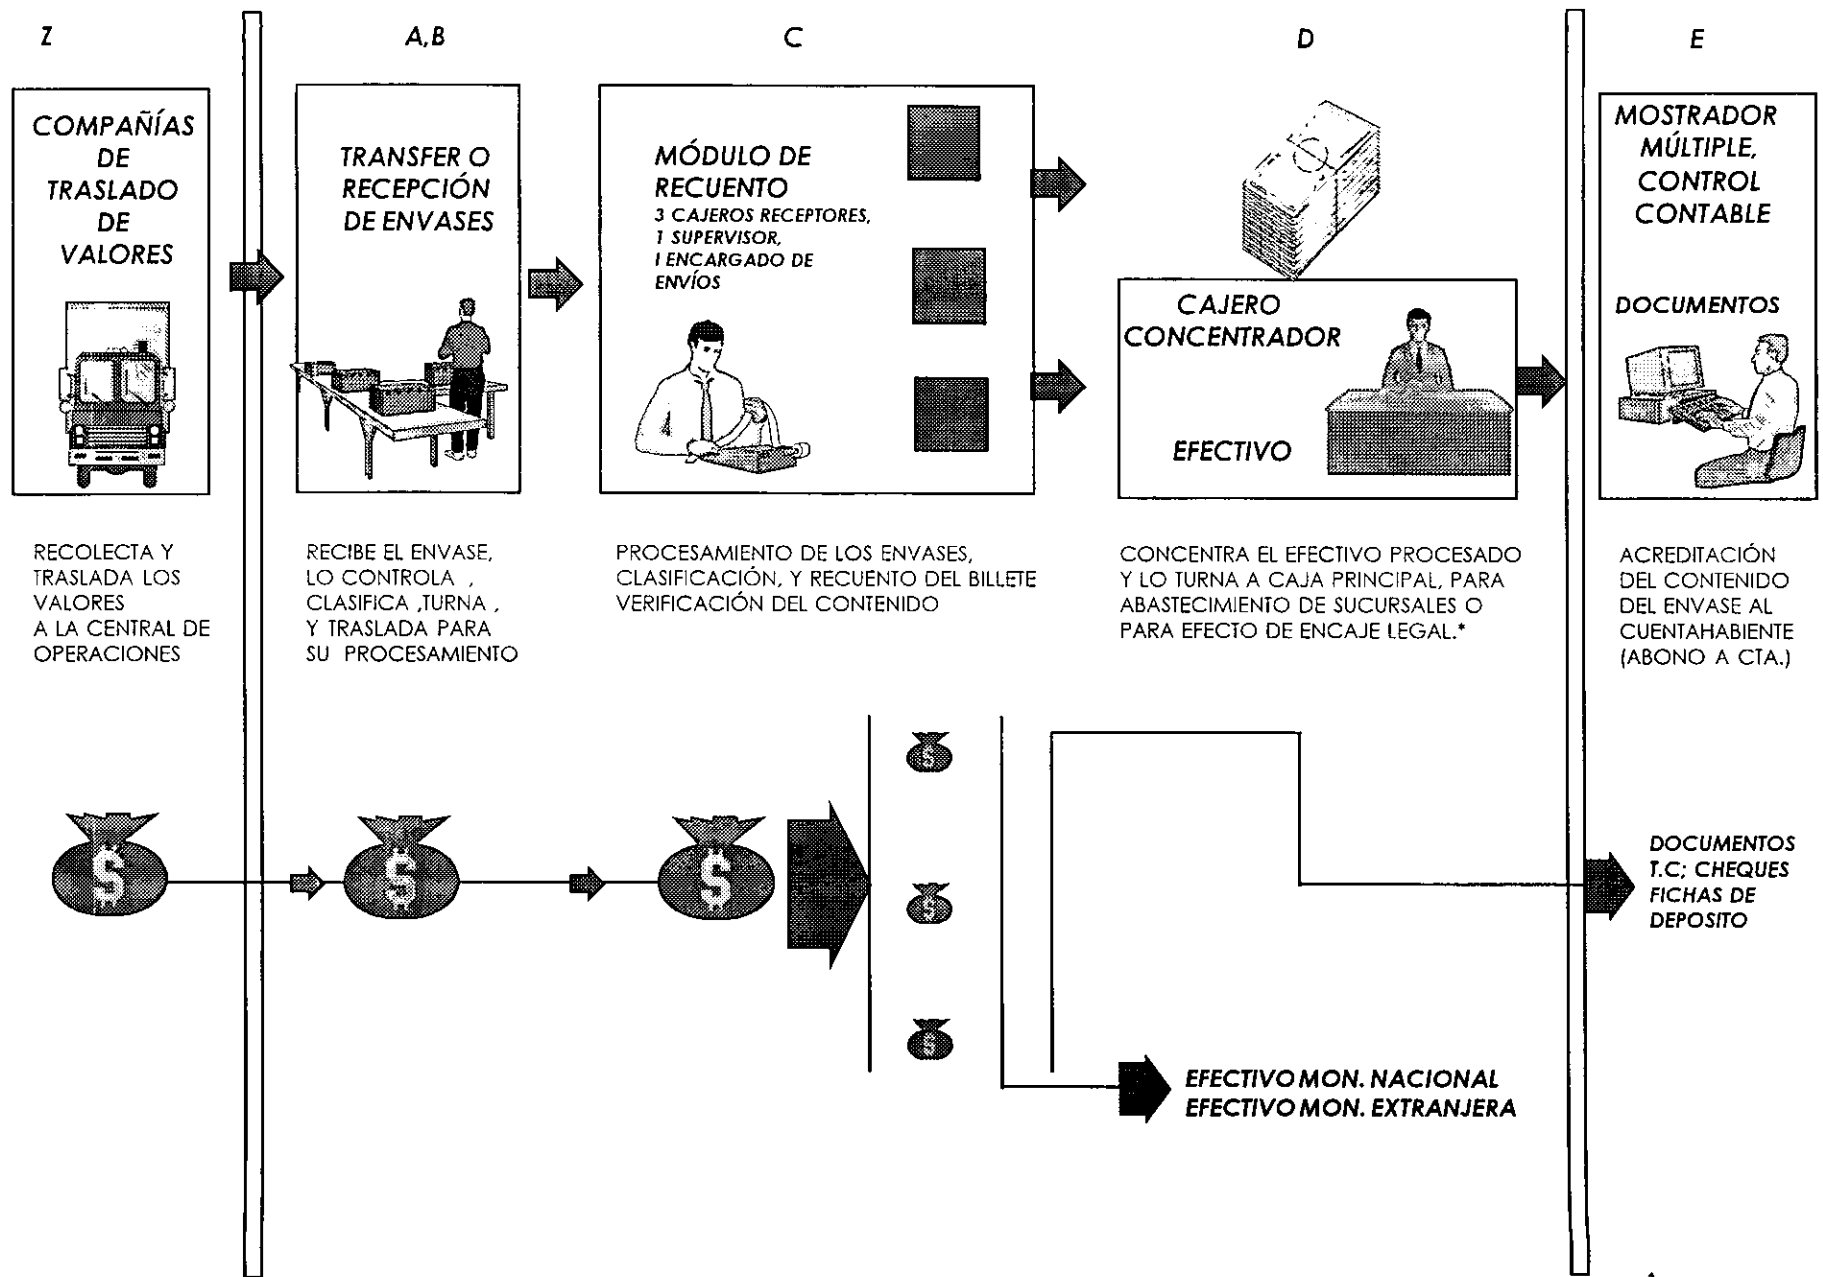 Z
A,B
C
D
E
COMPAÑÍAS
DE
TRASLADO
DE
VALORES
TRANSFER O
RECEPCIÓN
DE ENVASES
MÓDULO DE
RECUENTO
3 CAJEROS RECEPTORES,
1 SUPERVISOR,
I ENCARGADO DE
ENVÍOS
CAJERO
CONCENTRADOR
EFECTIVO
MOSTRADOR
MÚLTIPLE,
CONTROL
CONTABLE
DOCUMENTOS
RECOLECTA Y
TRASLADA LOS
VALORES
A LA CENTRAL DE
OPERACIONES
RECIBE EL ENVASE,
LO CONTROLA ,
CLASIFICA ,TURNA ,
Y TRASLADA PARA
SU PROCESAMIENTO
PROCESAMIENTO DE LOS ENVASES,
CLASIFICACIÓN, Y RECUENTO DEL BILLETE
VERIFICACIÓN DEL CONTENIDO
CONCENTRA EL EFECTIVO PROCESADO
Y LO TURNA A CAJA PRINCIPAL, PARA
ABASTECIMIENTO DE SUCURSALES O
PARA EFECTO DE ENCAJE LEGAL.*
ACREDITACIÓN
DEL CONTENIDO
DEL ENVASE AL
CUENTAHABIENTE
(ABONO A CTA.)
$
$
$
$
$
$
DOCUMENTOS
T.C; CHEQUES
FICHAS DE
DEPOSITO
EFECTIVO MON. NACIONAL
EFECTIVO MON. EXTRANJERA